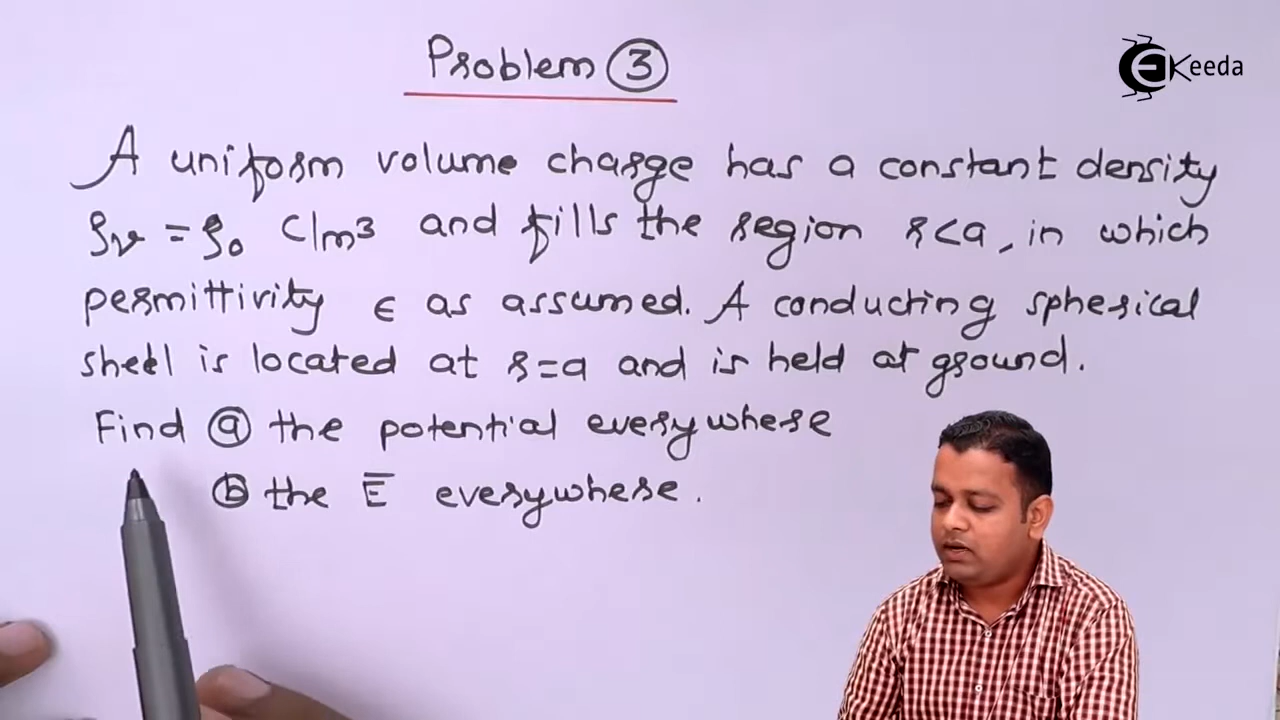 Problem ③
EKeeda
A uniform volume charge has a constant density
ρv = ρ0 C/m3 and fills the region r<a, in which
permittivity ϵ as assumed. A conducting spherical
shell is located at r=a and is held at ground.
Find ⓐ the potential everywhere
ⓑ the E̅ everywhere.